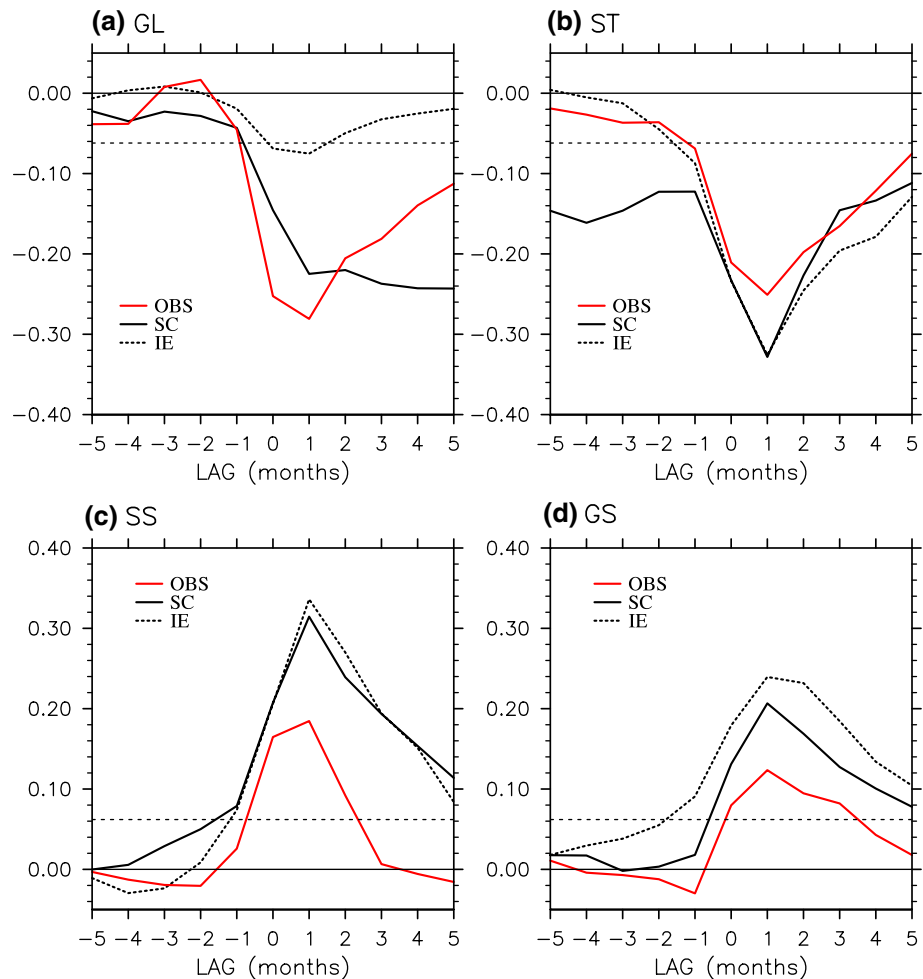 (a) GL
0.00
-0.10
-0.20
-0.30
-0.40
OBS
SC
IE
-5 -4 -3 -2 -1 0 1 2 3 4 5
LAG (months)
(b) ST
0.00
-0.10
-0.20
-0.30
-0.40
OBS
SC
IE
-5 -4 -3 -2 -1 0 1 2 3 4 5
LAG (months)
(c) SS
0.40
0.30
0.20
0.10
0.00
OBS
SC
IE
-5 -4 -3 -2 -1 0 1 2 3 4 5
LAG (months)
(d) GS
0.40
0.30
0.20
0.10
0.00
OBS
SC
IE
-5 -4 -3 -2 -1 0 1 2 3 4 5
LAG (months)